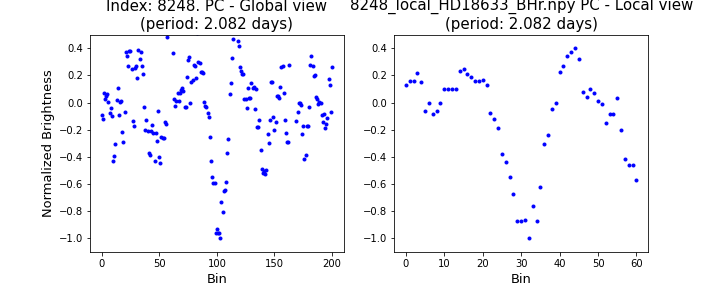 Index: 8248. PC - Global view
(period: 2.082 days)
8248_local_HD18633_BHr.npy PC - Local view
(period: 2.082 days)
Normalized Brightness
0.4
0.2
0.0
−0.2
−0.4
−0.6
−0.8
−1.0
0 50 100 150 200
Bin
0.4
0.2
0.0
−0.2
−0.4
−0.6
−0.8
−1.0
0 10 20 30 40 50 60
Bin